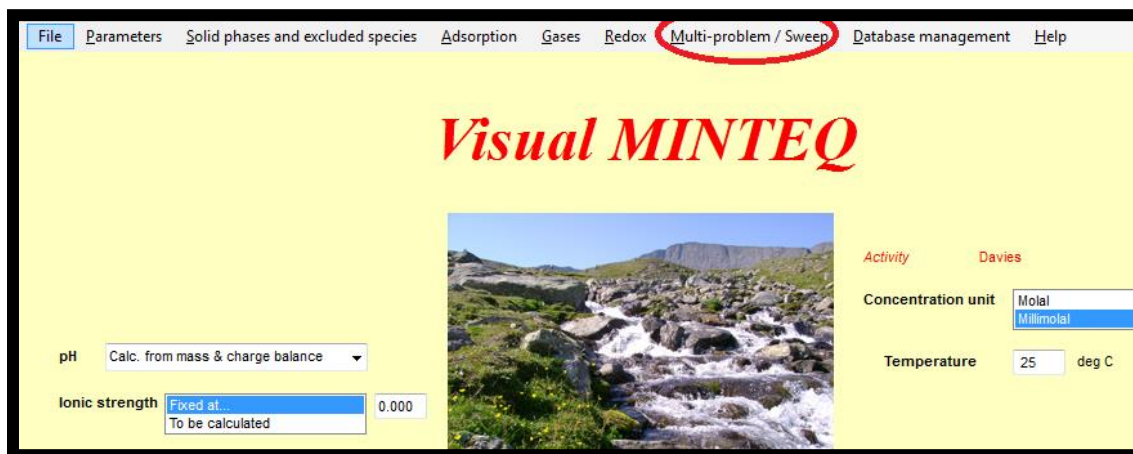 File Parameters Solid phases and excluded species Adsorption Gases Redox Multi-problem / Sweep Database management Help
Visual MINTEQ
Activity Davies
Concentration unit Molal
Millimolal
pH Calc. from mass & charge balance
Temperature 25 deg C
Ionic strength Fixed at... 0.000
To be calculated